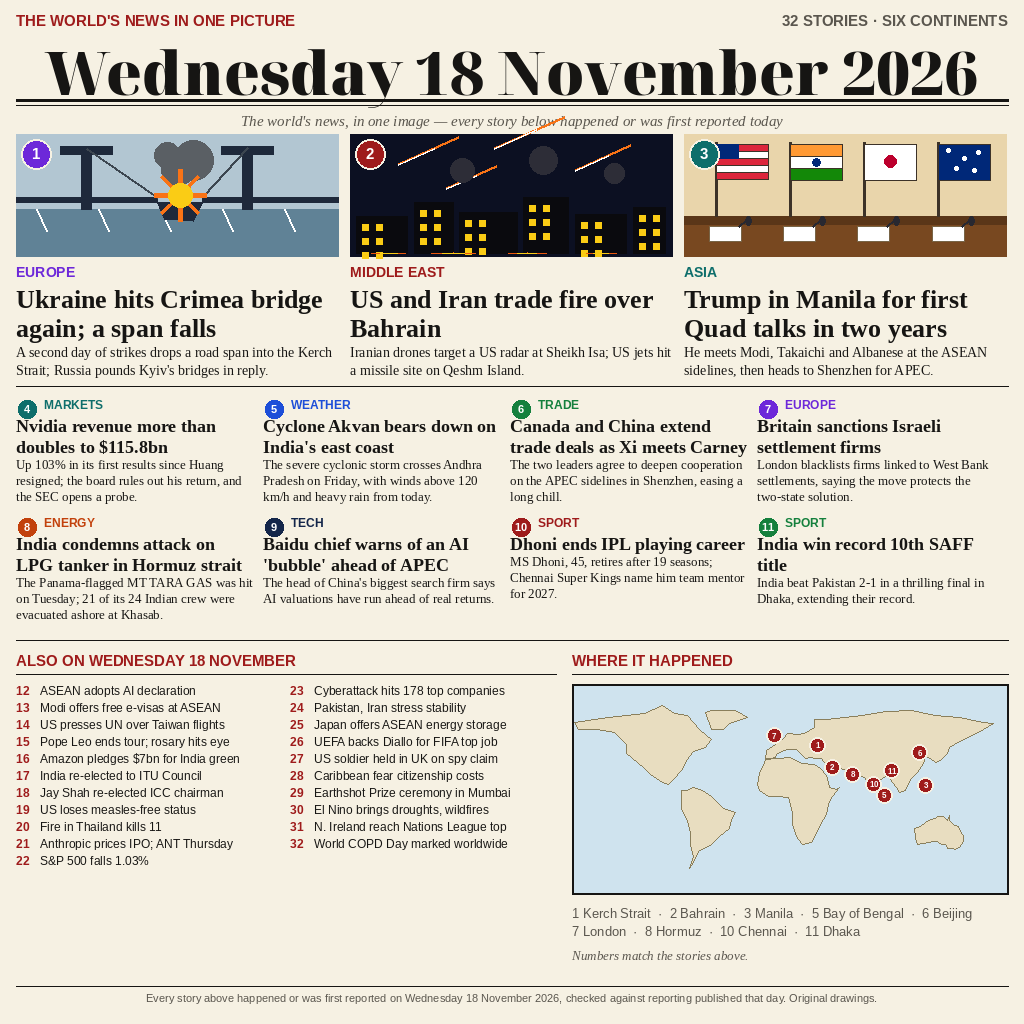 THE WORLD'S NEWS IN ONE PICTURE
32 STORIES · SIX CONTINENTS
Wednesday 18 November 2026
The world's news, in one image — every story below happened or was first reported today
1
2
3
EUROPE
Ukraine hits Crimea bridge
again; a span falls
A second day of strikes drops a road span into the Kerch
Strait; Russia pounds Kyiv's bridges in reply.
MIDDLE EAST
US and Iran trade fire over
Bahrain
Iranian drones target a US radar at Sheikh Isa; US jets hit
a missile site on Qeshm Island.
ASIA
Trump in Manila for first
Quad talks in two years
He meets Modi, Takaichi and Albanese at the ASEAN
sidelines, then heads to Shenzhen for APEC.
4 MARKETS
Nvidia revenue more than
doubles to $115.8bn
Up 103% in its first results since Huang
resigned; the board rules out his return, and
the SEC opens a probe.
5 WEATHER
Cyclone Akvan bears down on
India's east coast
The severe cyclonic storm crosses Andhra
Pradesh on Friday, with winds above 120
km/h and heavy rain from today.
6 TRADE
Canada and China extend
trade deals as Xi meets Carney
The two leaders agree to deepen cooperation
on the APEC sidelines in Shenzhen, easing a
long chill.
7 EUROPE
Britain sanctions Israeli
settlement firms
London blacklists firms linked to West Bank
settlements, saying the move protects the
two-state solution.
8 ENERGY
India condemns attack on
LPG tanker in Hormuz strait
The Panama-flagged MT TARA GAS was hit
on Tuesday; 21 of its 24 Indian crew were
evacuated ashore at Khasab.
9 TECH
Baidu chief warns of an AI
'bubble' ahead of APEC
The head of China's biggest search firm says
AI valuations have run ahead of real returns.
10 SPORT
Dhoni ends IPL playing career
MS Dhoni, 45, retires after 19 seasons;
Chennai Super Kings name him team mentor
for 2027.
11 SPORT
India win record 10th SAFF
title
India beat Pakistan 2-1 in a thrilling final in
Dhaka, extending their record.
ALSO ON WEDNESDAY 18 NOVEMBER
12 ASEAN adopts AI declaration
13 Modi offers free e-visas at ASEAN
14 US presses UN over Taiwan flights
15 Pope Leo ends tour; rosary hits eye
16 Amazon pledges $7bn for India green
17 India re-elected to ITU Council
18 Jay Shah re-elected ICC chairman
19 US loses measles-free status
20 Fire in Thailand kills 11
21 Anthropic prices IPO; ANT Thursday
22 S&P 500 falls 1.03%
23 Cyberattack hits 178 top companies
24 Pakistan, Iran stress stability
25 Japan offers ASEAN energy storage
26 UEFA backs Diallo for FIFA top job
27 US soldier held in UK on spy claim
28 Caribbean fear citizenship costs
29 Earthshot Prize ceremony in Mumbai
30 El Nino brings droughts, wildfires
31 N. Ireland reach Nations League top
32 World COPD Day marked worldwide
WHERE IT HAPPENED
7
1
6
2
8
11
10
3
5
1 Kerch Strait · 2 Bahrain · 3 Manila · 5 Bay of Bengal · 6 Beijing
7 London · 8 Hormuz · 10 Chennai · 11 Dhaka
Numbers match the stories above.
Every story above happened or was first reported on Wednesday 18 November 2026, checked against reporting published that day. Original drawings.